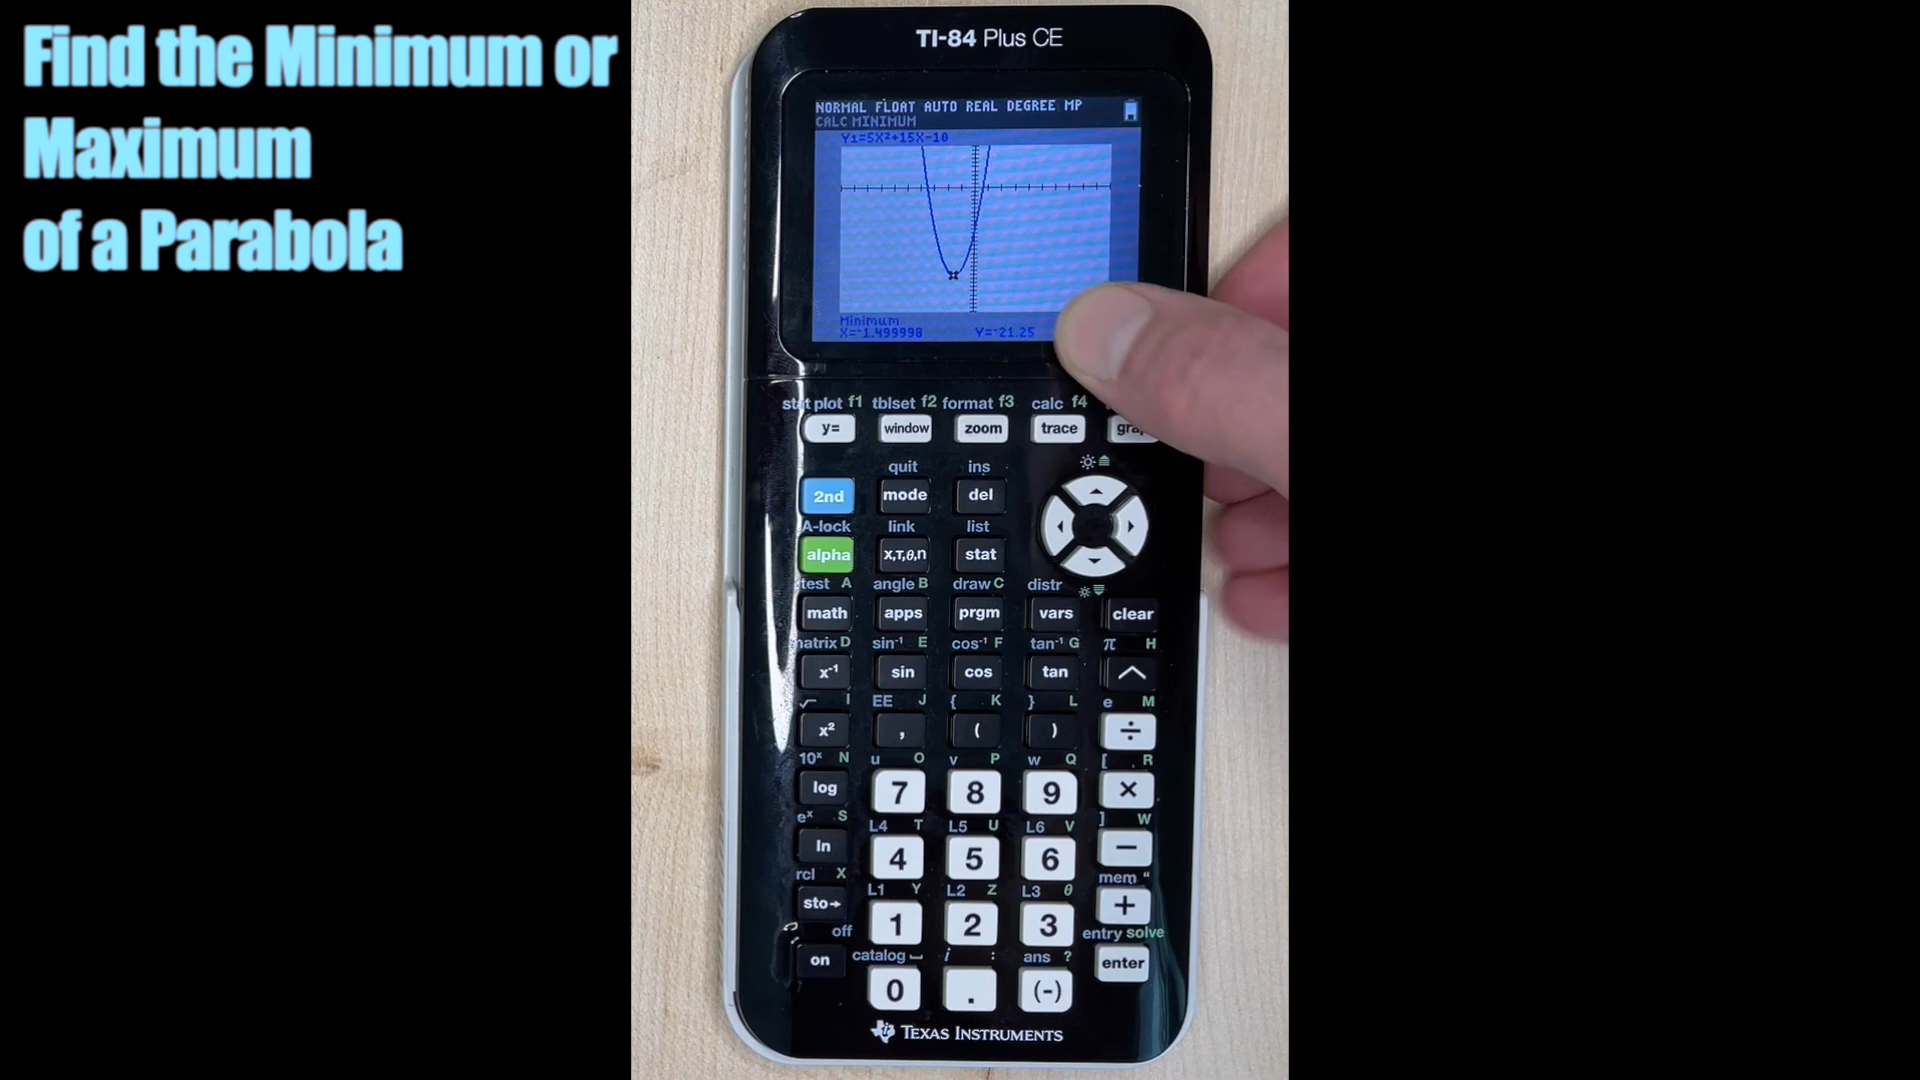 Find the Minimum or
Maximum
of a Parabola
TI-84 Plus CE
NORMAL FLOAT AUTO REAL DEGREE MP
CALC MINIMUM
Y1=5X²+15X-10
Minimum
X=-1.499998 Y=-21.25
stat plot f1 tblset f2 format f3 calc f4
y= window zoom trace
quit ins
2nd mode del
A-lock link list
alpha x,T,θ,n stat
test A angle B draw C distr
math apps prgm vars clear
matrix D sin⁻¹ E cos⁻¹ F tan⁻¹ G π H
x⁻¹ sin cos tan ^
√ I EE J { K } L e M
x² , ( ) ÷
10ˣ N u O v P w Q [ R
log 7 8 9 ×
eˣ S L4 T L5 U L6 V ] W
ln 4 5 6 −
rcl X L1 Y L2 Z L3 θ mem "
sto→ 1 2 3 +
off catalog ⎵ i : ans ? entry solve
on 0 . (-) enter
TEXAS INSTRUMENTS